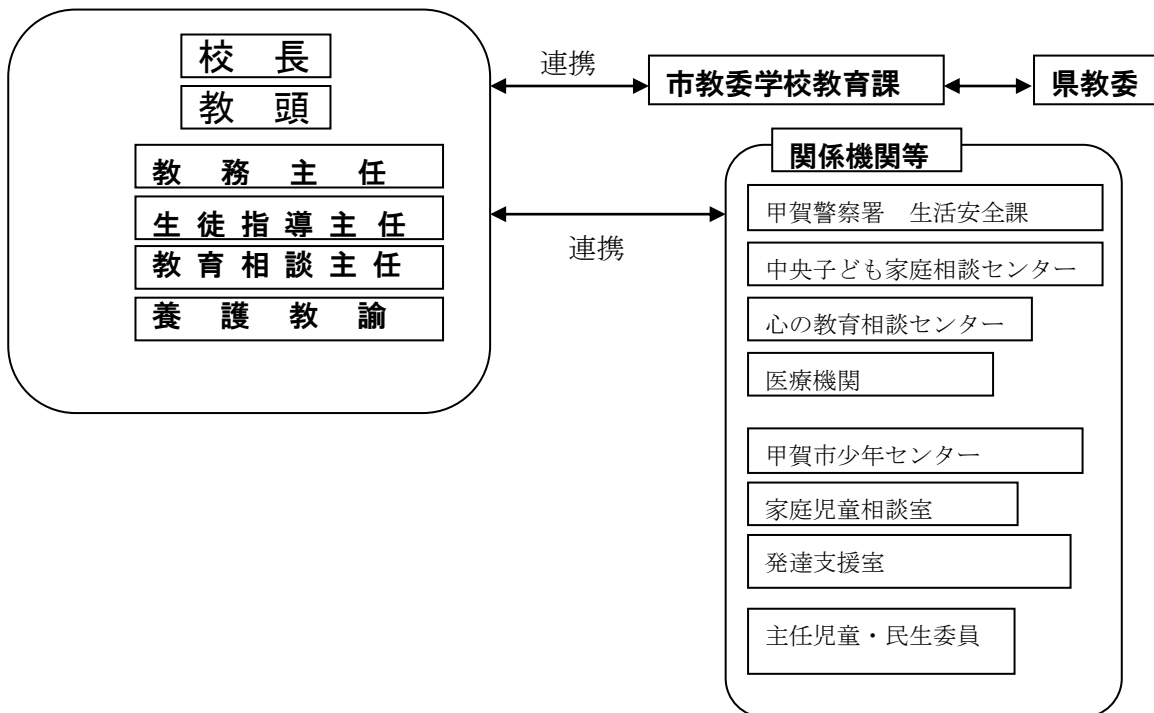 校　長
教　頭
教　務　主　任
生徒指導主任
教育相談主任
養　護　教　諭
連携
市教委学校教育課
県教委
連携
関係機関等
甲賀警察署　生活安全課
中央子ども家庭相談センター
心の教育相談センター
医療機関
甲賀市少年センター
家庭児童相談室
発達支援室
主任児童・民生委員